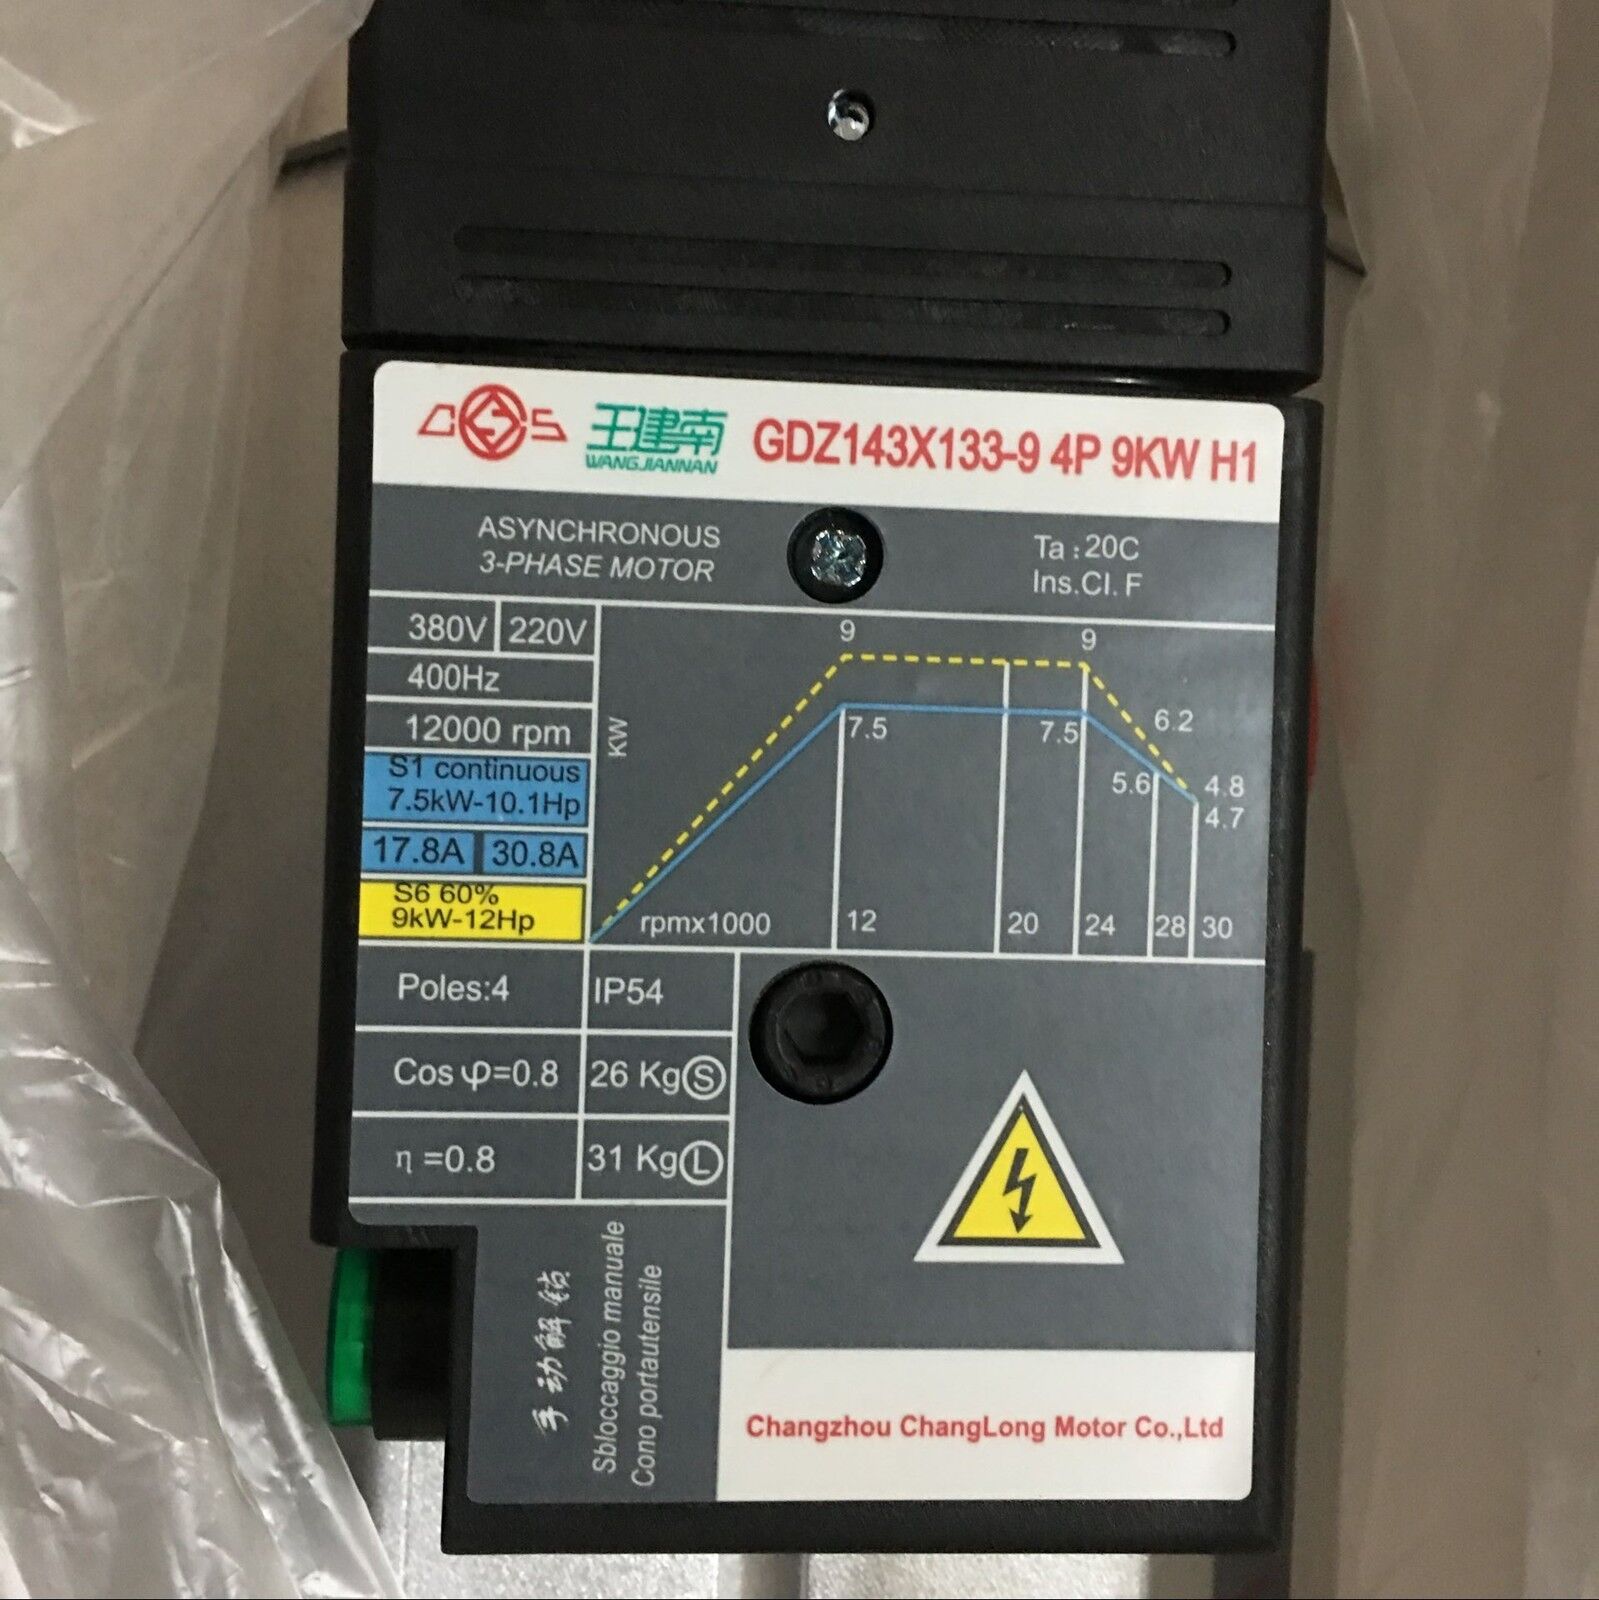 CS 王建南 GDZ143X133-9 4P 9KW H1
WANGJIANNAN
ASYNCHRONOUS
3-PHASE MOTOR
Ta : 20C
Ins.Cl. F
380V 220V
400Hz
12000 rpm
S1 continuous
7.5kW-10.1Hp
17.8A 30.8A
S6 60%
9kW-12Hp
KW
9 9
7.5 7.5
6.2
5.6
4.8
4.7
rpmx1000 12 20 24 28 30
Poles:4 IP54
Cos φ=0.8 26 Kg Ⓢ
η =0.8 31 Kg Ⓛ
手动解锁
Sbloccaggio manuale
Cono portautensile
Changzhou ChangLong Motor Co.,Ltd